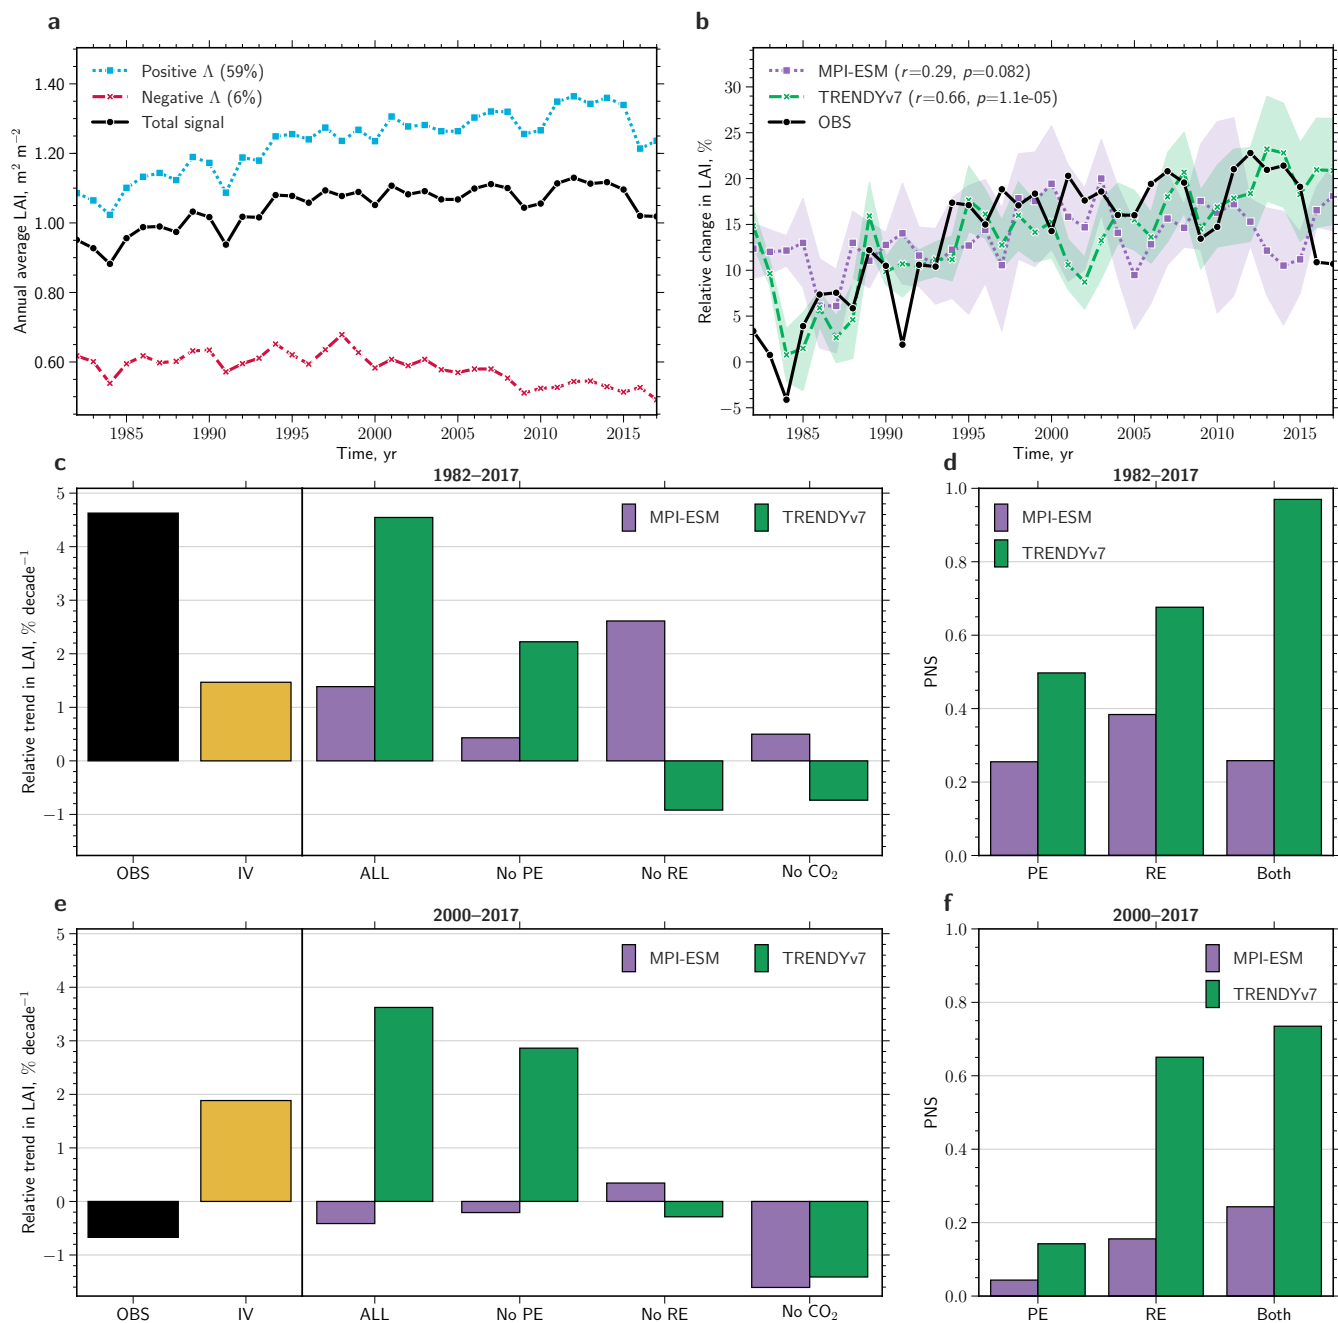 a
Annual average LAI, m² m⁻²
1.40
1.20
1.00
0.80
0.60
Positive Λ (59%)
Negative Λ (6%)
Total signal
1985 1990 1995 2000 2005 2010 2015
Time, yr
b
Relative change in LAI, %
30
25
20
15
10
5
0
−5
MPI-ESM (r=0.29, p=0.082)
TRENDYv7 (r=0.66, p=1.1e-05)
OBS
1985 1990 1995 2000 2005 2010 2015
Time, yr
c
1982–2017
Relative trend in LAI, % decade⁻¹
5
4
3
2
1
0
−1
MPI-ESM TRENDYv7
OBS IV ALL No PE No RE No CO₂
d
1982–2017
PNS
1.0
0.8
0.6
0.4
0.2
0.0
MPI-ESM
TRENDYv7
PE RE Both
e
2000–2017
Relative trend in LAI, % decade⁻¹
5
4
3
2
1
0
−1
MPI-ESM TRENDYv7
OBS IV ALL No PE No RE No CO₂
f
2000–2017
PNS
1.0
0.8
0.6
0.4
0.2
0.0
MPI-ESM
TRENDYv7
PE RE Both